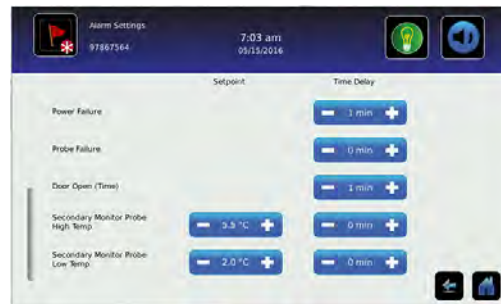 Alarm Settings
97867564
7:03 am
05/15/2016
Setpoint
Time Delay
Power Failure
1 min
Probe Failure
0 min
Door Open (Time)
1 min
Secondary Monitor Probe
High Temp
5.5 °C
0 min
Secondary Monitor Probe
Low Temp
2.0 °C
0 min